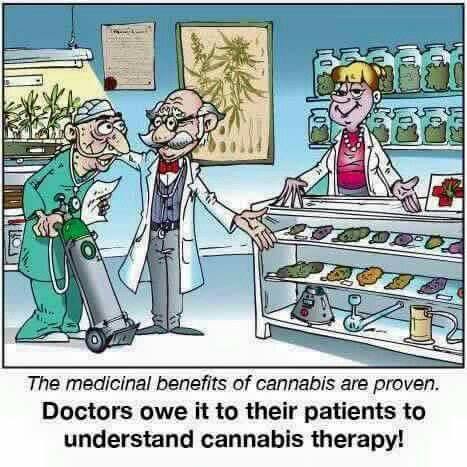 The medicinal benefits of cannabis are proven.
Doctors owe it to their patients to
understand cannabis therapy!